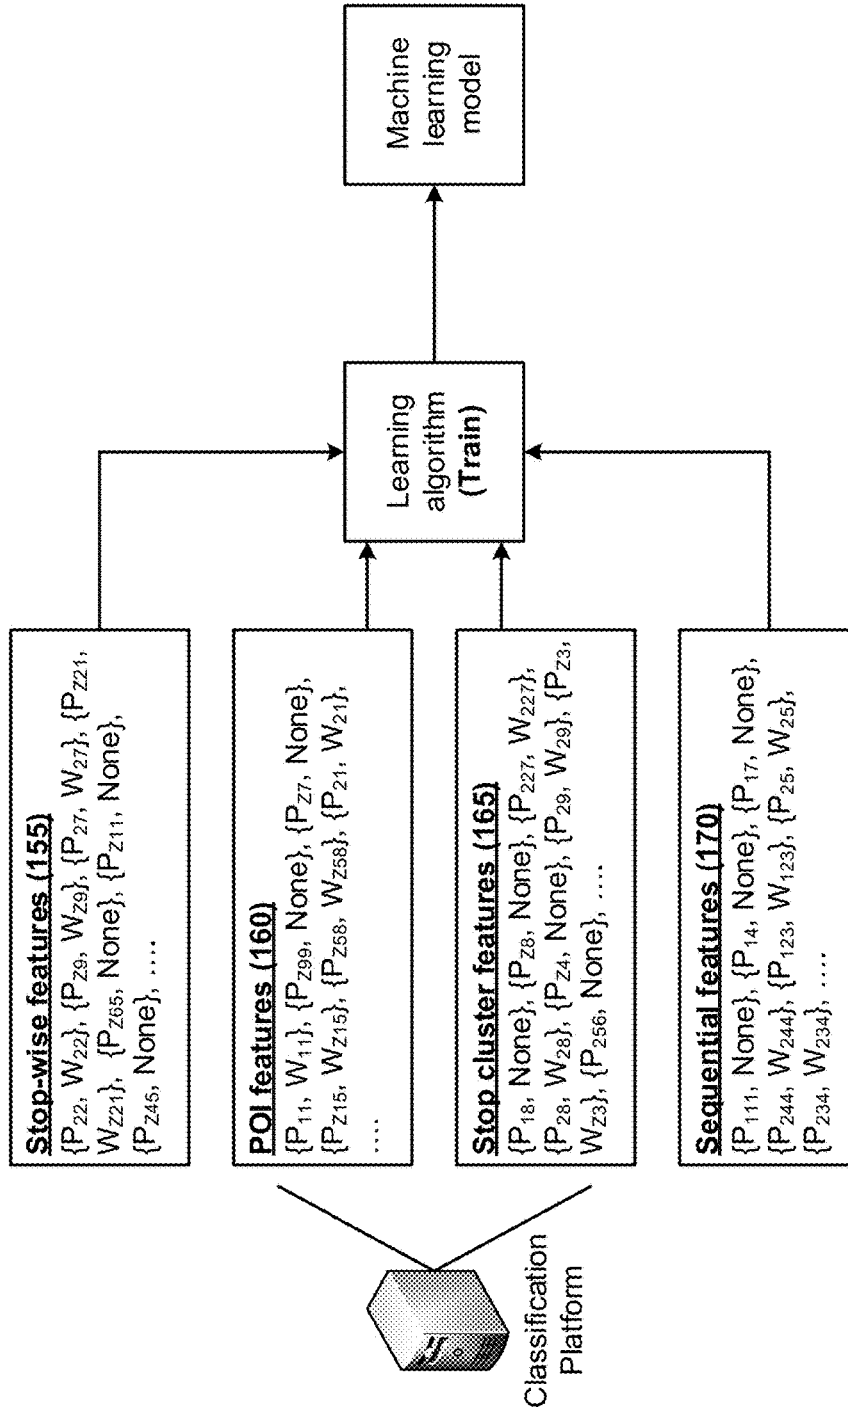 Classification
Platform
Stop-wise features (155)
{P22, W22}, {PZ9, WZ9}, {P27, W27}, {PZ21,
WZ21}, {PZ65, None}, {PZ11, None},
{PZ45, None}, ....
POI features (160)
{P11, W11}, {PZ99, None}, {PZ7, None},
{PZ15, WZ15}, {PZ58, WZ58}, {P21, W21},
....
Stop cluster features (165)
{P18, None}, {PZ8, None}, {P227, W227},
{P28, W28}, {PZ4, None}, {P29, W29}, {PZ3,
WZ3}, {P256, None}, ....
Sequential features (170)
{P111, None}, {P14, None}, {P17, None},
{P244, W244}, {P123, W123}, {P25, W25},
{P234, W234}, ....
Learning
algorithm
(Train)
Machine
learning
model